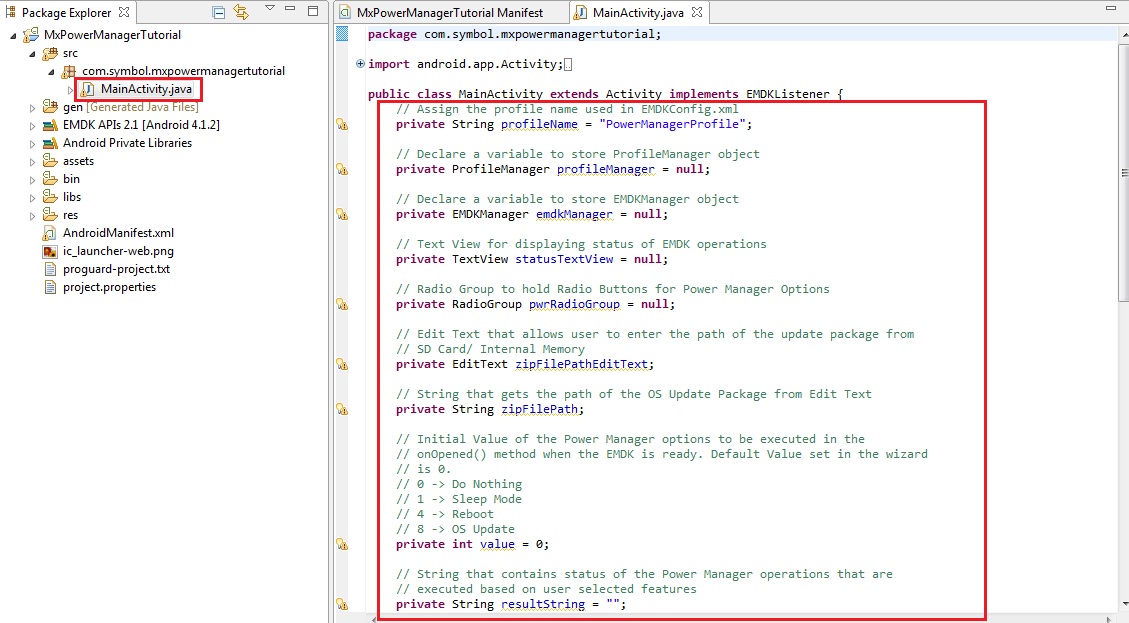 Package Explorer
MxPowerManagerTutorial
src
com.symbol.mxpowermanagertutorial
MainActivity.java
gen [Generated Java Files]
EMDK APIs 2.1 [Android 4.1.2]
Android Private Libraries
assets
bin
libs
res
AndroidManifest.xml
ic_launcher-web.png
proguard-project.txt
project.properties
MxPowerManagerTutorial Manifest
MainActivity.java
package com.symbol.mxpowermanagertutorial;
import android.app.Activity;
public class MainActivity extends Activity implements EMDKListener {
// Assign the profile name used in EMDKConfig.xml
private String profileName = "PowerManagerProfile";
// Declare a variable to store ProfileManager object
private ProfileManager profileManager = null;
// Declare a variable to store EMDKManager object
private EMDKManager emdkManager = null;
// Text View for displaying status of EMDK operations
private TextView statusTextView = null;
// Radio Group to hold Radio Buttons for Power Manager Options
private RadioGroup pwrRadioGroup = null;
// Edit Text that allows user to enter the path of the update package from
// SD Card/ Internal Memory
private EditText zipFilePathEditText;
// String that gets the path of the OS Update Package from Edit Text
private String zipFilePath;
// Initial Value of the Power Manager options to be executed in the
// onOpened() method when the EMDK is ready. Default Value set in the wizard
// is 0.
// 0 -> Do Nothing
// 1 -> Sleep Mode
// 4 -> Reboot
// 8 -> OS Update
private int value = 0;
// String that contains status of the Power Manager operations that are
// executed based on user selected features
private String resultString = "";